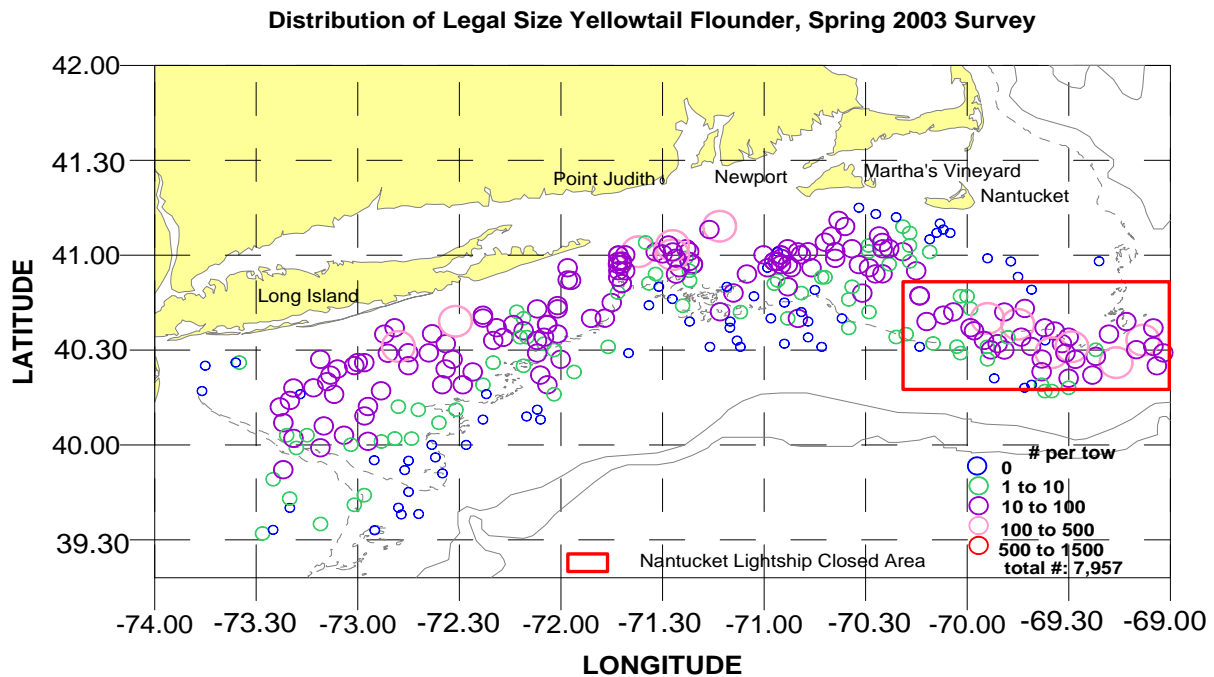 Distribution of Legal Size Yellowtail Flounder, Spring 2003 Survey
42.00
41.30
41.00
40.30
40.00
39.30
LATITUDE
Point Judith
Newport
Martha's Vineyard
Nantucket
Long Island
# per tow
0
1 to 10
10 to 100
100 to 500
500 to 1500
total #: 7,957
Nantucket Lightship Closed Area
-74.00 -73.30 -73.00 -72.30 -72.00 -71.30 -71.00 -70.30 -70.00 -69.30 -69.00
LONGITUDE